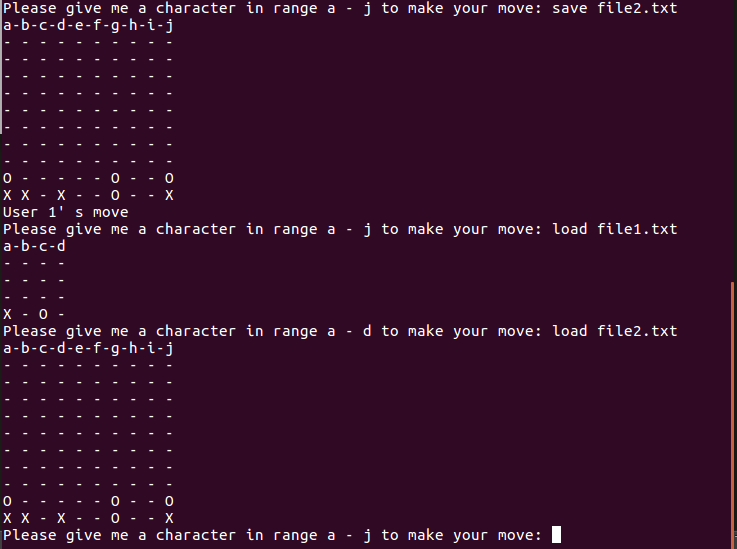 Please give me a character in range a - j to make your move: save file2.txt
a-b-c-d-e-f-g-h-i-j
- - - - - - - - - -
- - - - - - - - - -
- - - - - - - - - -
- - - - - - - - - -
- - - - - - - - - -
- - - - - - - - - -
- - - - - - - - - -
- - - - - - - - - -
O - - - - - O - - O
X X - X - - O - - X
User 1' s move
Please give me a character in range a - j to make your move: load file1.txt
a-b-c-d
- - - -
- - - -
- - - -
X - O -
Please give me a character in range a - d to make your move: load file2.txt
a-b-c-d-e-f-g-h-i-j
- - - - - - - - - -
- - - - - - - - - -
- - - - - - - - - -
- - - - - - - - - -
- - - - - - - - - -
- - - - - - - - - -
- - - - - - - - - -
- - - - - - - - - -
O - - - - - O - - O
X X - X - - O - - X
Please give me a character in range a - j to make your move: